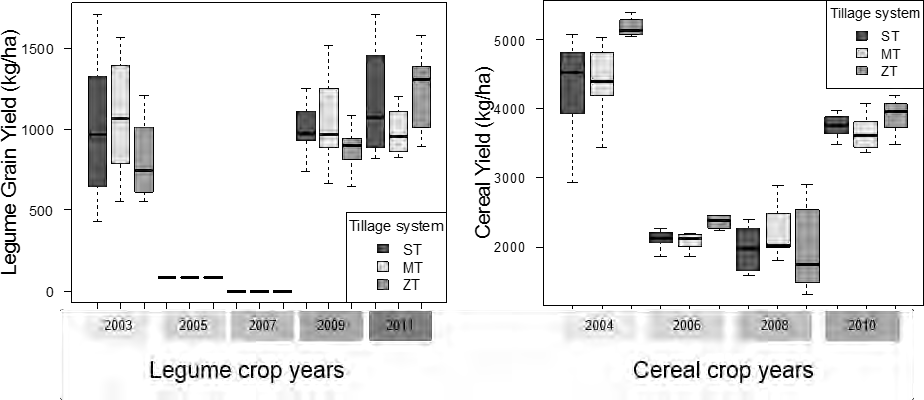 Legume Grain Yield (kg/ha)
1500
1000
500
0
Tillage system
ST
MT
ZT
2003 2005 2007 2009 2011
Legume crop years
Cereal Yield (kg/ha)
5000
4000
3000
2000
Tillage system
ST
MT
ZT
2004 2006 2008 2010
Cereal crop years